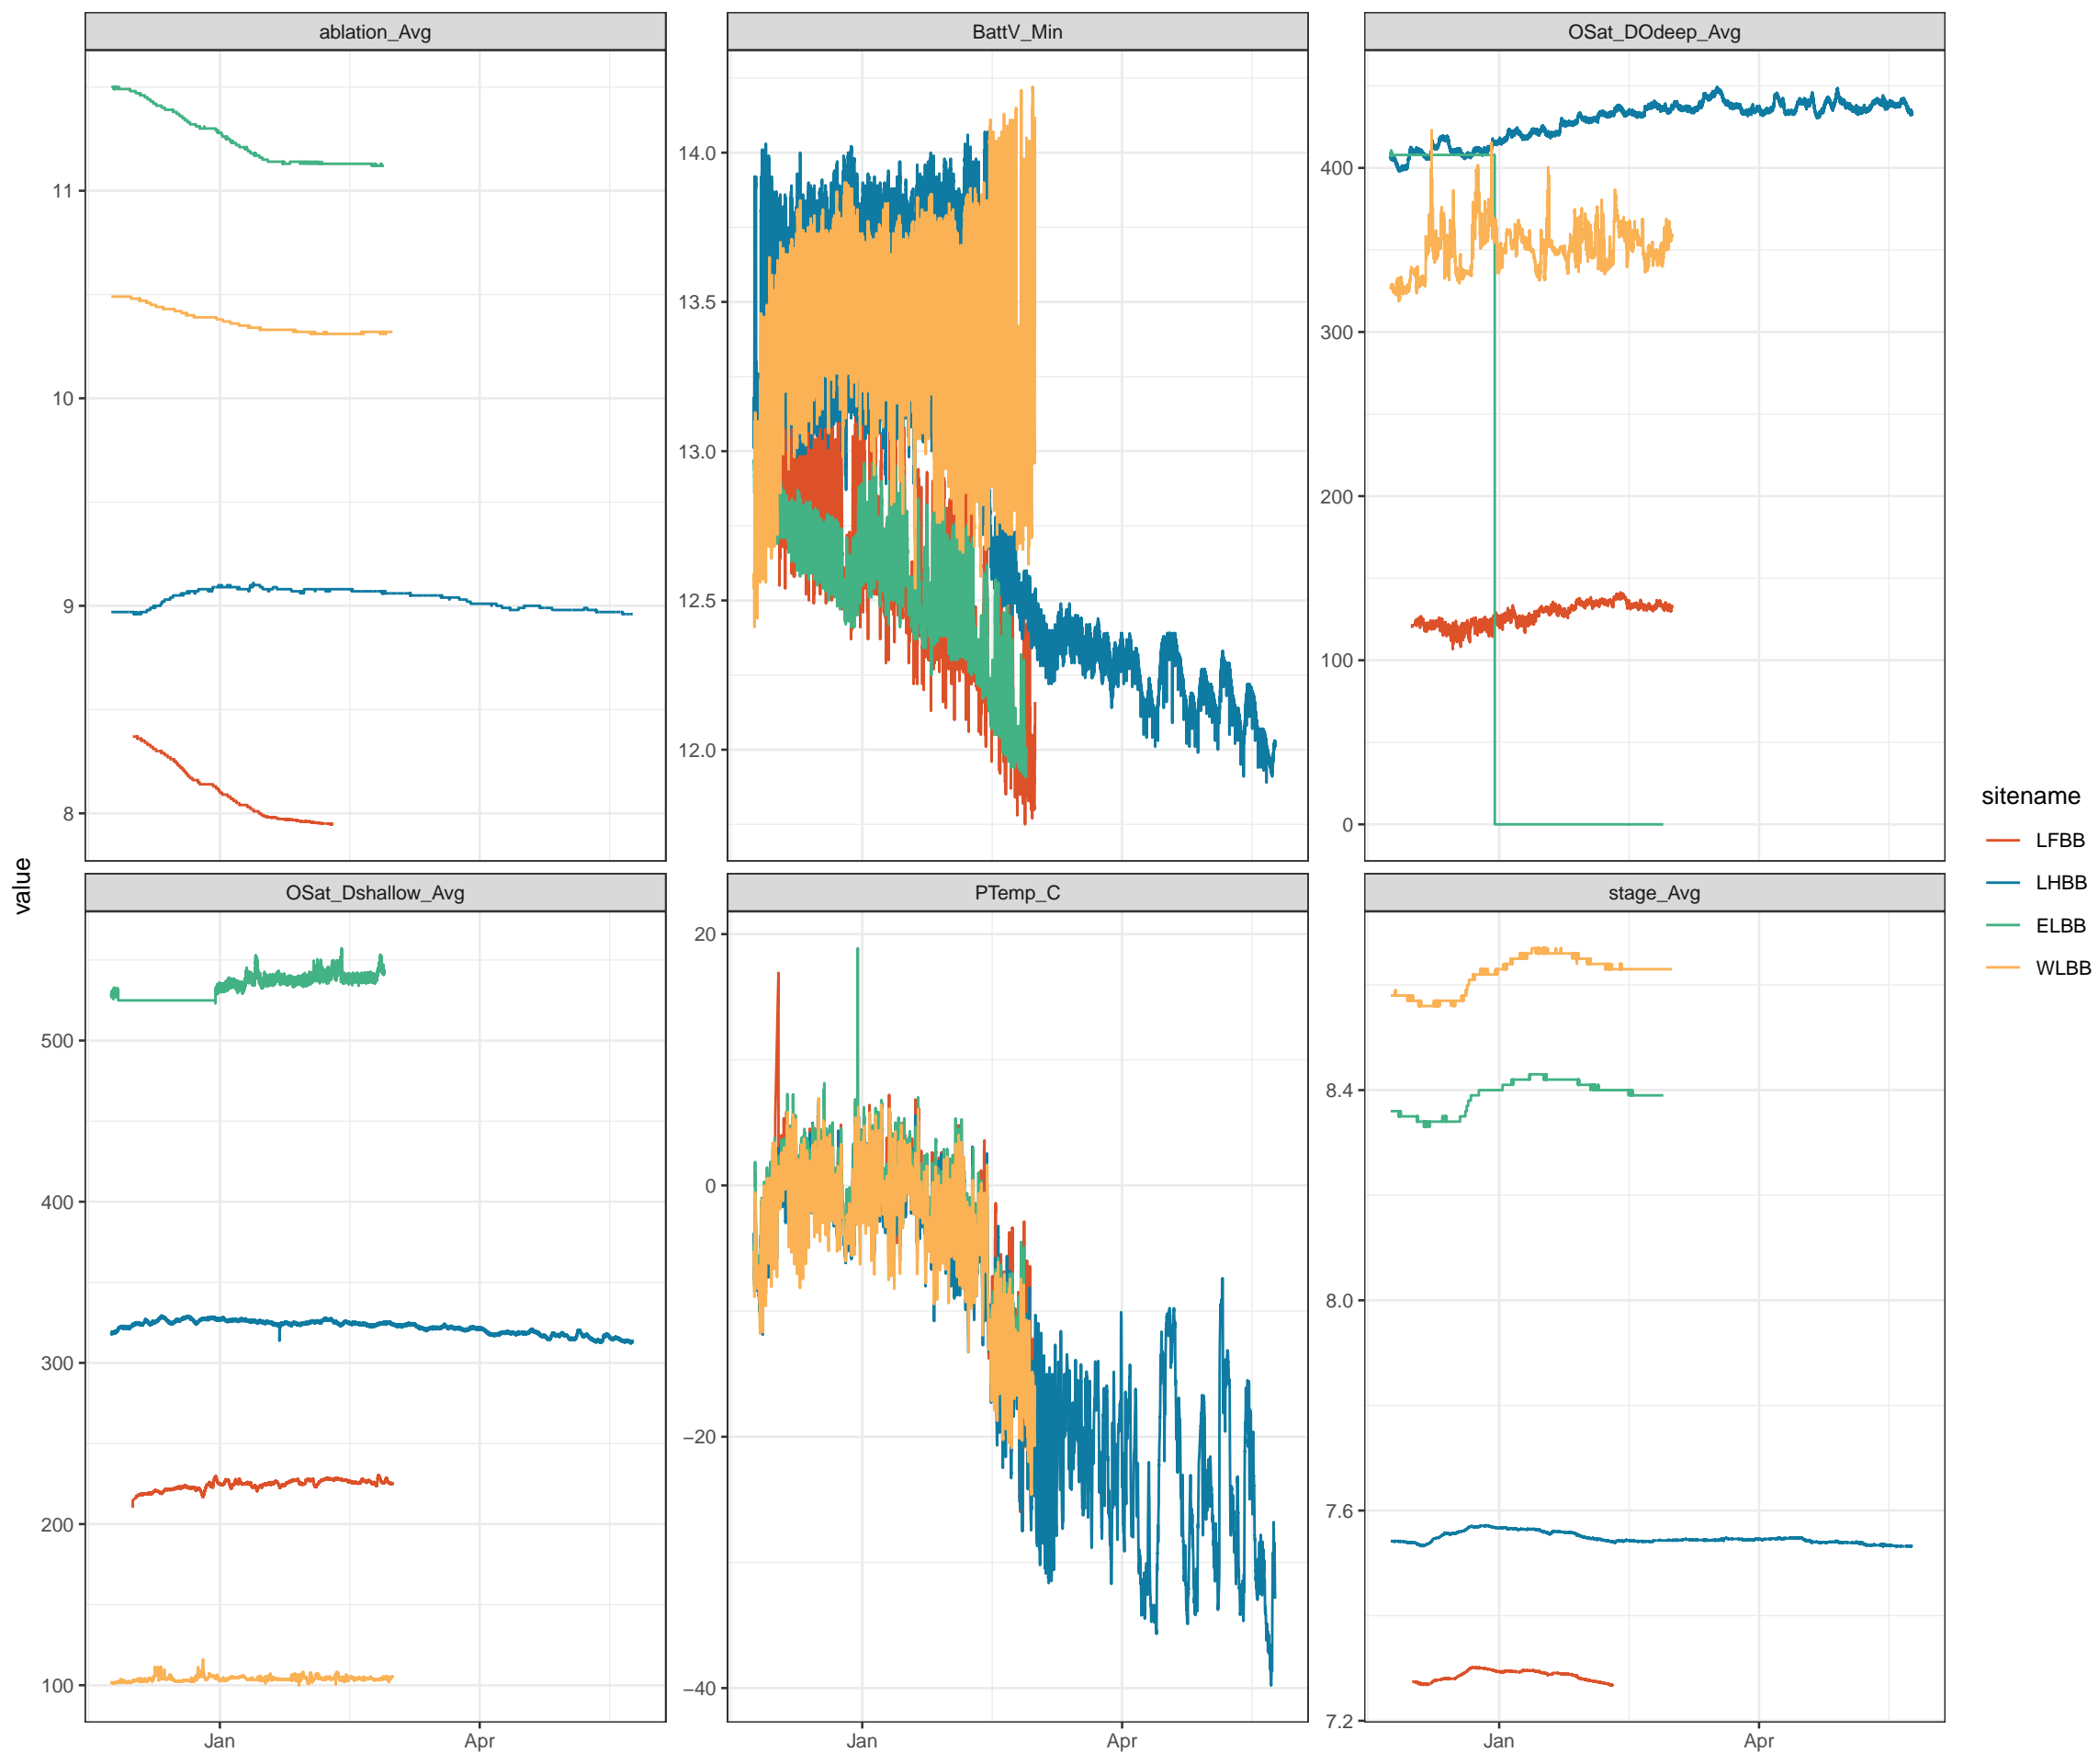 ablation_Avg
BattV_Min
OSat_DOdeep_Avg
11
10
9
8
14.0
13.5
13.0
12.5
12.0
400
300
200
100
0
value
OSat_Dshallow_Avg
PTemp_C
stage_Avg
500
400
300
200
100
20
0
−20
−40
8.4
8.0
7.6
7.2
Jan
Apr
Jan
Apr
Jan
Apr
sitename
LFBB
LHBB
ELBB
WLBB